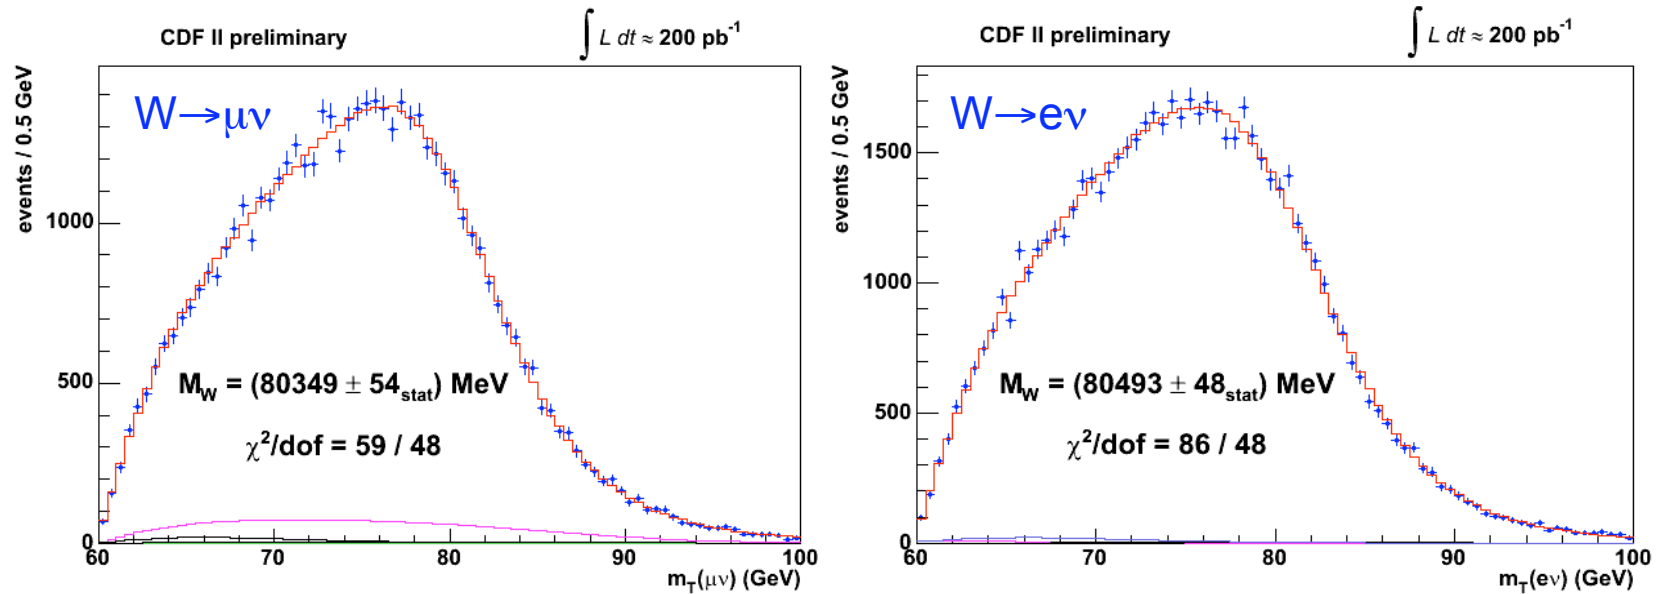 CDF II preliminary
∫ L dt ≈ 200 pb⁻¹
events / 0.5 GeV
W→μν
1000
500
0
M_W = (80349 ± 54_stat) MeV
χ²/dof = 59 / 48
60 70 80 90 100
m_T(μν) (GeV)
CDF II preliminary
∫ L dt ≈ 200 pb⁻¹
events / 0.5 GeV
W→eν
1500
1000
500
0
M_W = (80493 ± 48_stat) MeV
χ²/dof = 86 / 48
60 70 80 90 100
m_T(eν) (GeV)